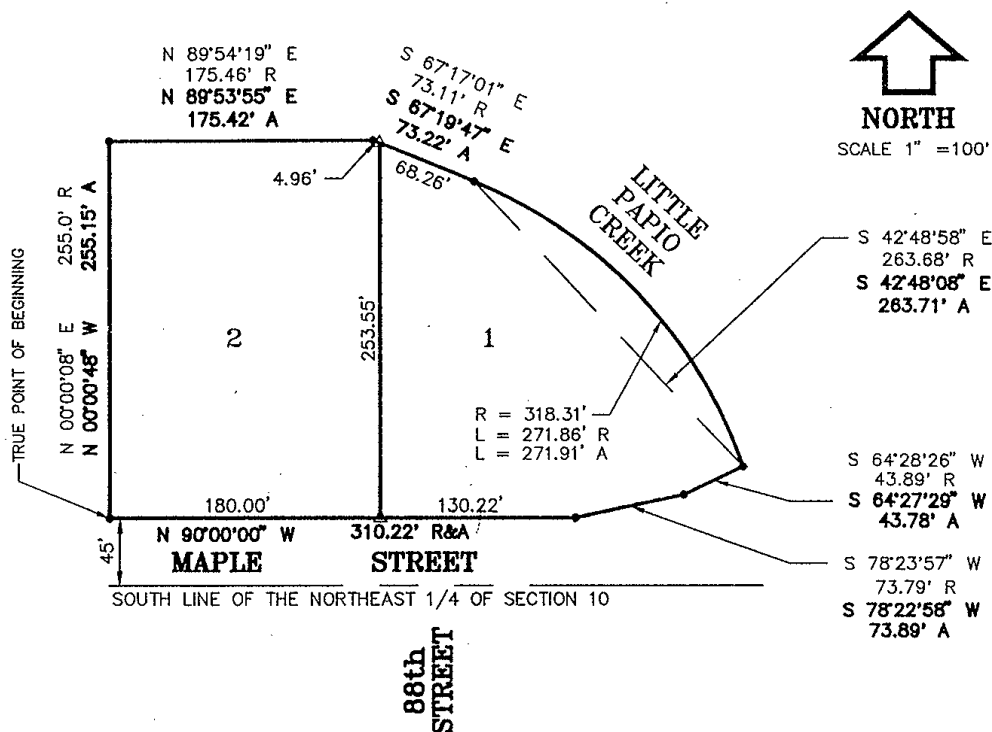 N 89°54'19" E
175.46' R
N 89°53'55" E
175.42' A
S 67°17'01" E
73.11' R
S 67°19'47" E
73.22' A
NORTH
SCALE 1" =100'
4.96'
68.26'
LITTLE
PAPIO
CREEK
S 42°48'58" E
263.68' R
S 42°48'08" E
263.71' A
TRUE POINT OF BEGINNING
N 00°00'08" E 255.0' R
N 00°00'48" W 255.15' A
2
253.55'
1
R = 318.31'
L = 271.86' R
L = 271.91' A
S 64°28'26" W
43.89' R
S 64°27'29" W
43.78' A
180.00'
130.22'
N 90°00'00" W 310.22' R&A
45'
MAPLE STREET
S 78°23'57" W
73.79' R
S 78°22'58" W
73.89' A
SOUTH LINE OF THE NORTHEAST 1/4 OF SECTION 10
88th
STREET